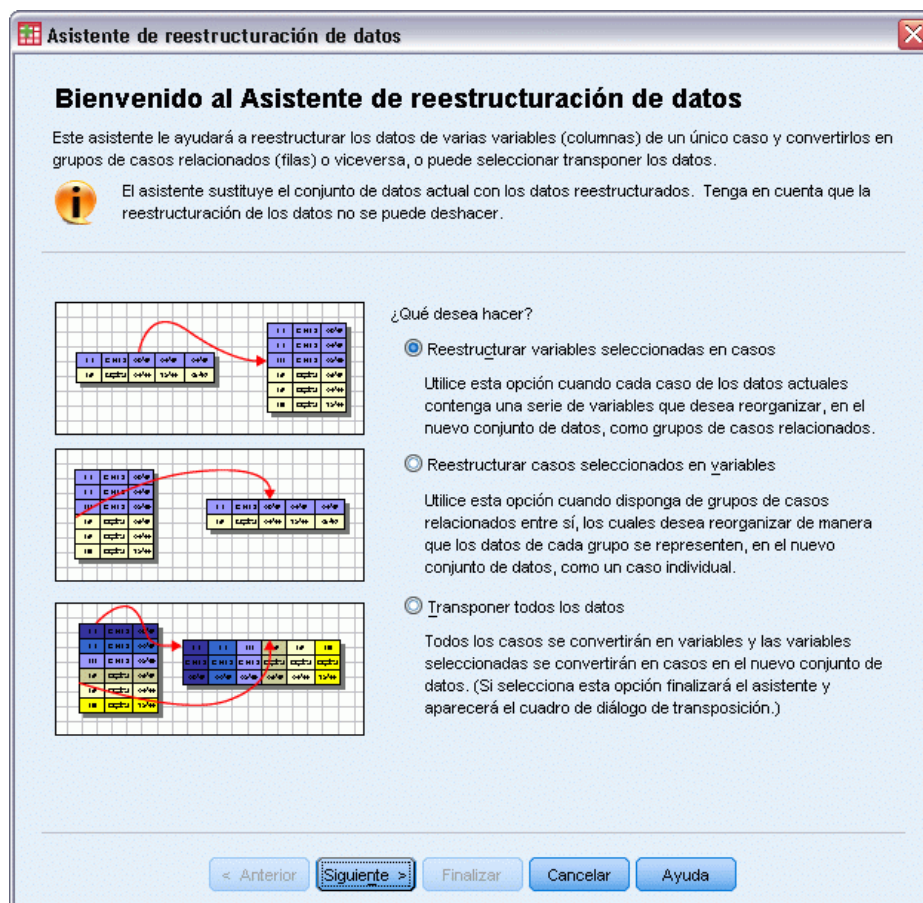 Asistente de reestructuración de datos
Bienvenido al Asistente de reestructuración de datos
Este asistente le ayudará a reestructurar los datos de varias variables (columnas) de un único caso y convertirlos en
grupos de casos relacionados (filas) o viceversa, o puede seleccionar transponer los datos.
El asistente sustituye el conjunto de datos actual con los datos reestructurados. Tenga en cuenta que la
reestructuración de los datos no se puede deshacer.
¿Qué desea hacer?
Reestructurar variables seleccionadas en casos
Utilice esta opción cuando cada caso de los datos actuales
contenga una serie de variables que desea reorganizar, en el
nuevo conjunto de datos, como grupos de casos relacionados.
Reestructurar casos seleccionados en variables
Utilice esta opción cuando disponga de grupos de casos
relacionados entre sí, los cuales desea reorganizar de manera
que los datos de cada grupo se representen, en el nuevo
conjunto de datos, como un caso individual.
Transponer todos los datos
Todos los casos se convertirán en variables y las variables
seleccionadas se convertirán en casos en el nuevo conjunto de
datos. (Si selecciona esta opción finalizará el asistente y
aparecerá el cuadro de diálogo de transposición.)
< Anterior
Siguiente >
Finalizar
Cancelar
Ayuda